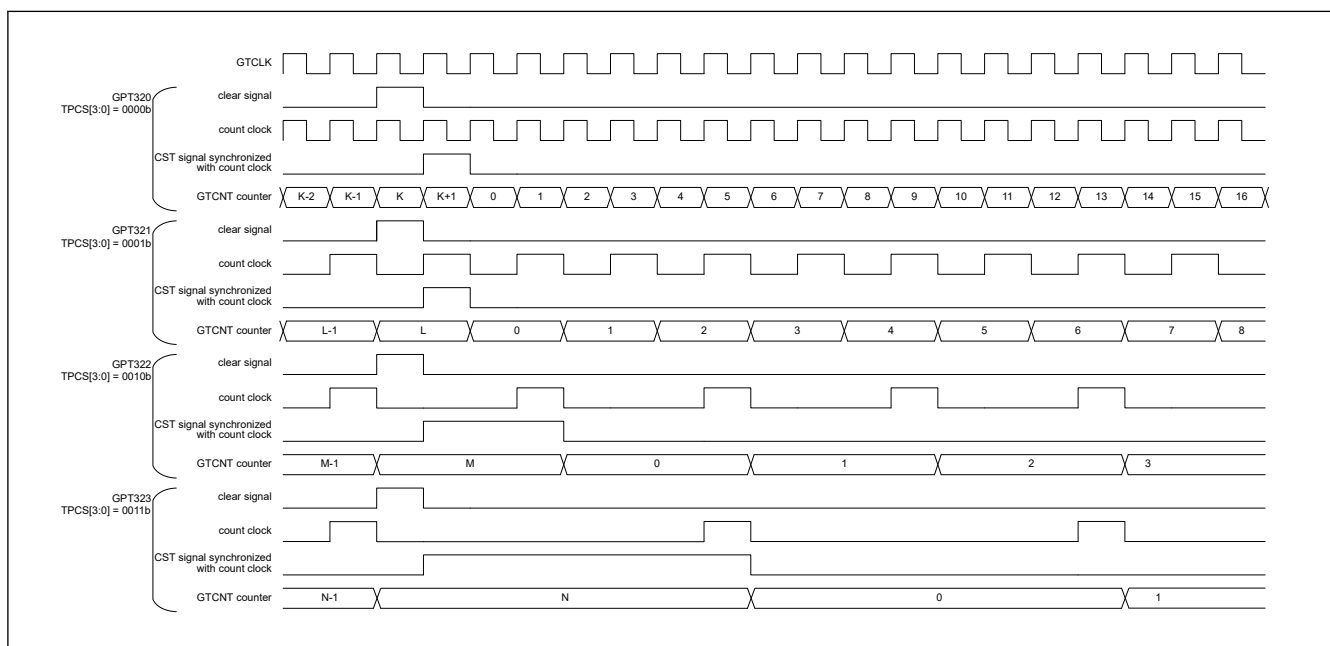 GTCLK
GPT320
TPCS[3:0] = 0000b
clear signal
count clock
CST signal synchronized
with count clock
GTCNT counter K-2 K-1 K K+1 0 1 2 3 4 5 6 7 8 9 10 11 12 13 14 15 16
GPT321
TPCS[3:0] = 0001b
clear signal
count clock
CST signal synchronized
with count clock
GTCNT counter L-1 L 0 1 2 3 4 5 6 7 8
GPT322
TPCS[3:0] = 0010b
clear signal
count clock
CST signal synchronized
with count clock
GTCNT counter M-1 M 0 1 2 3
GPT323
TPCS[3:0] = 0011b
clear signal
count clock
CST signal synchronized
with count clock
GTCNT counter N-1 N 0 1